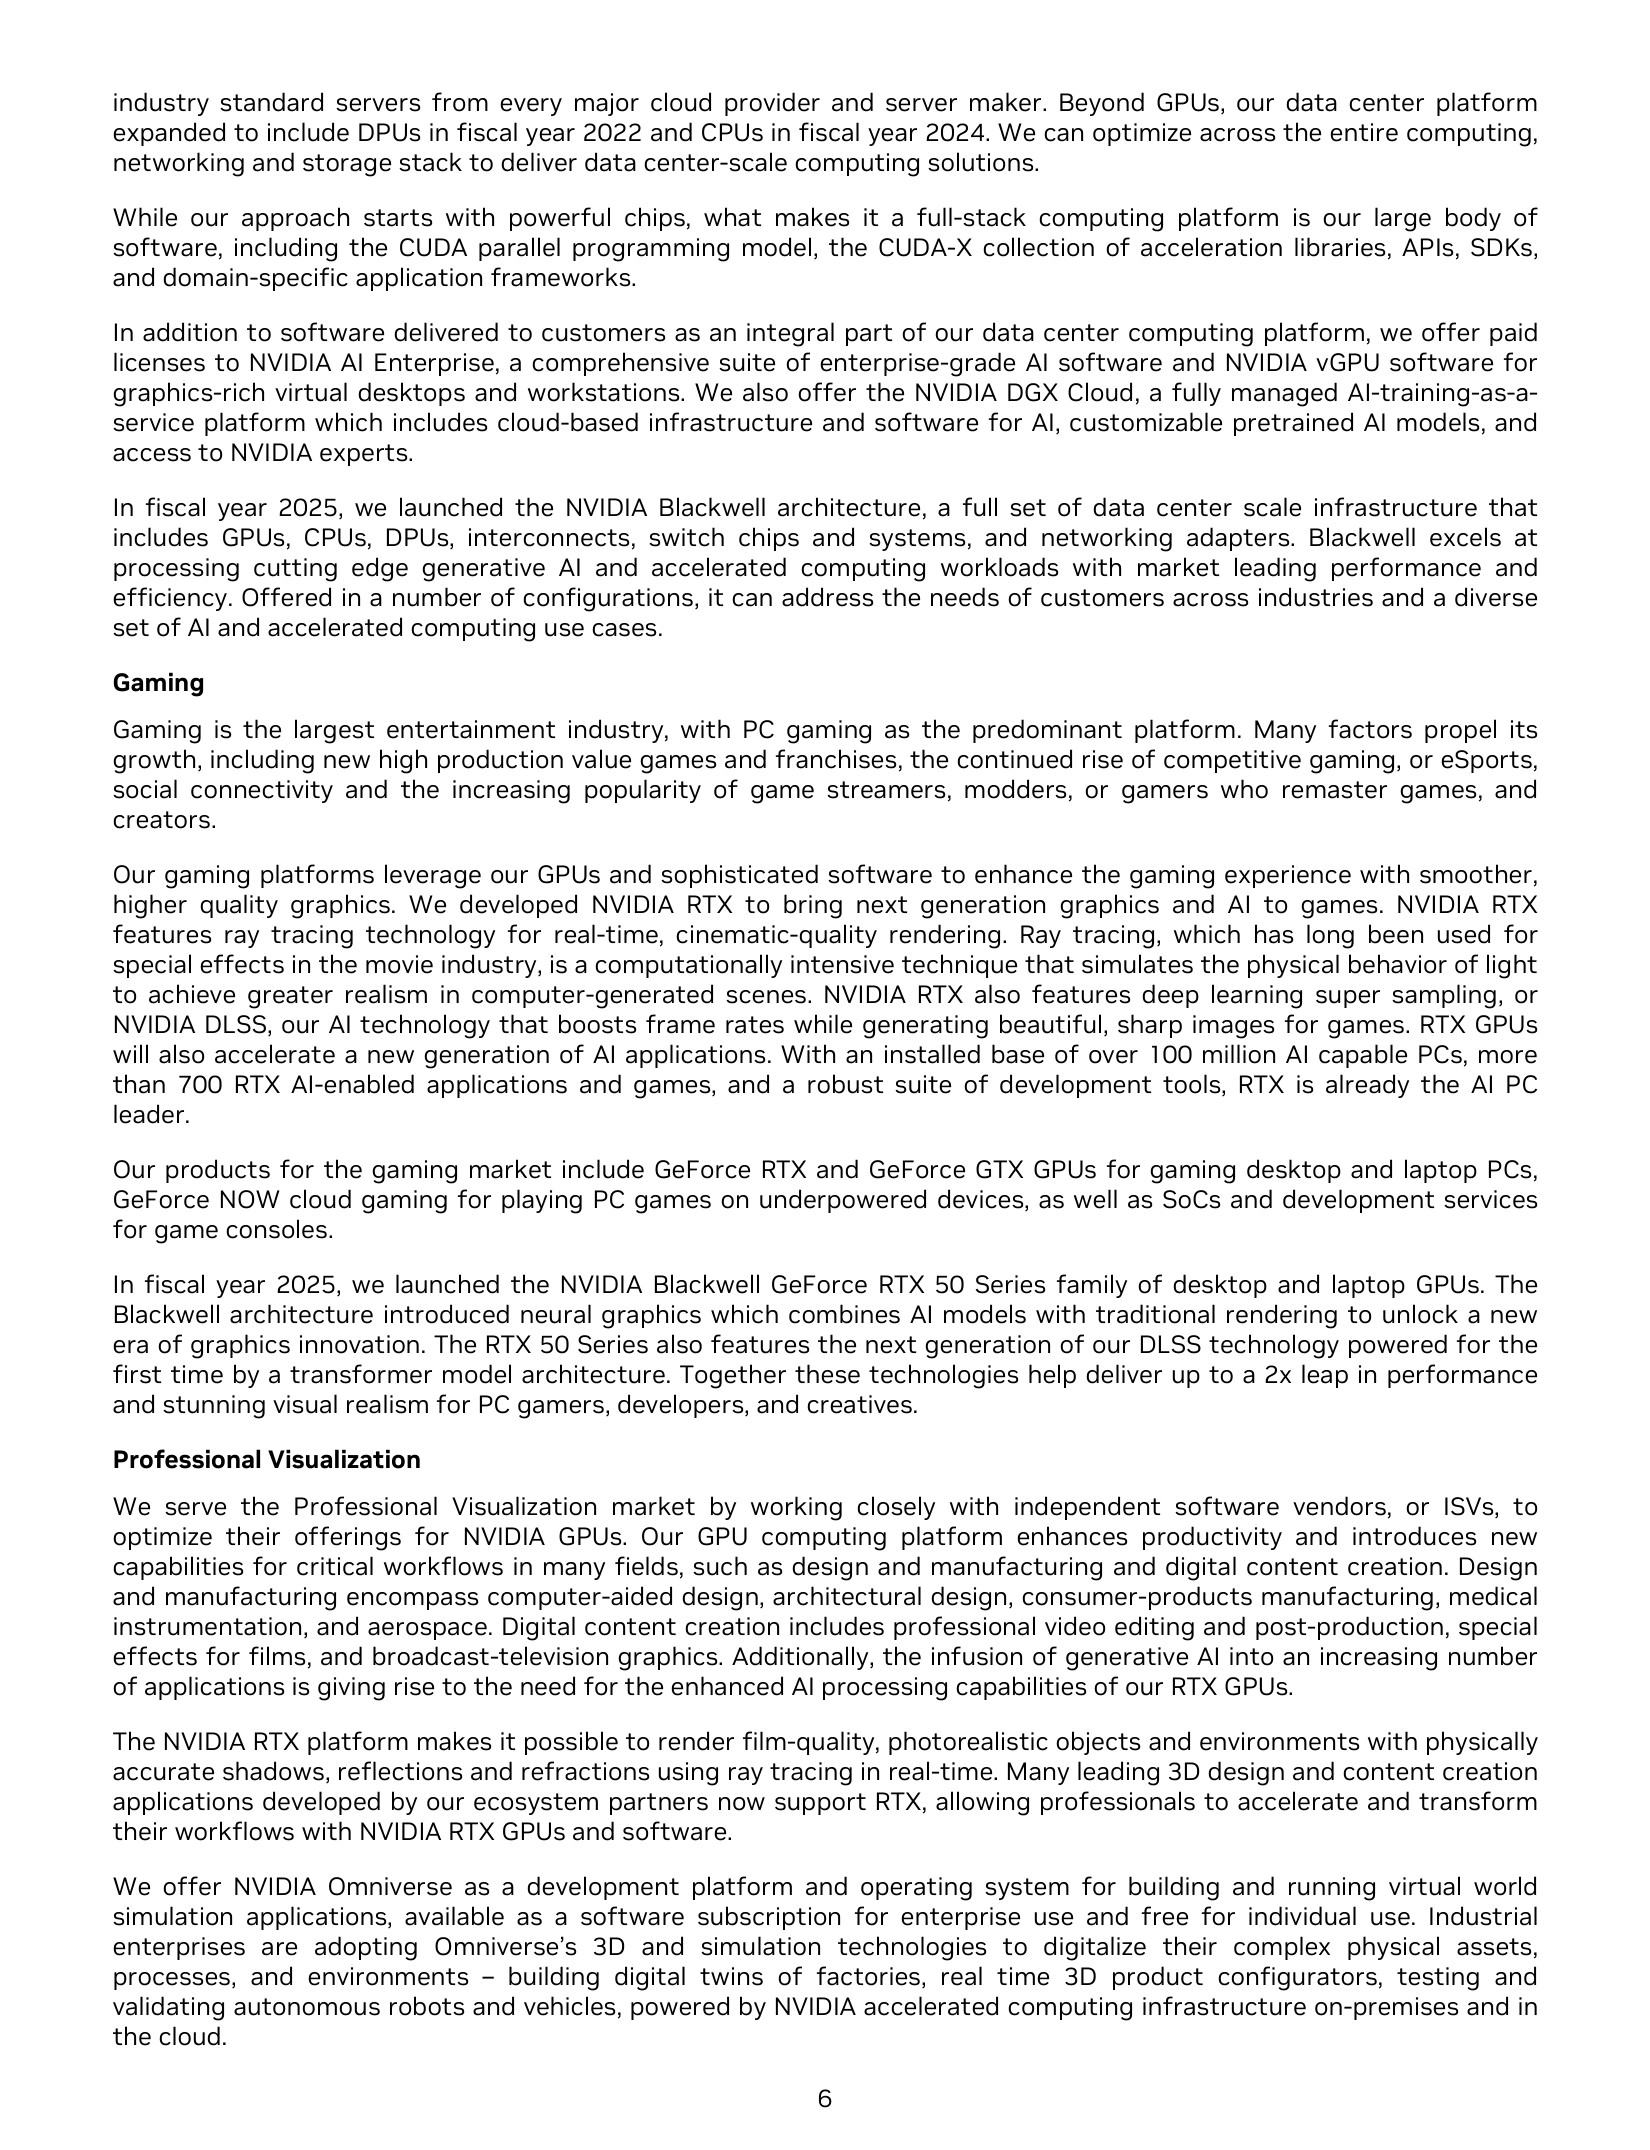 industry standard servers from every major cloud provider and server maker. Beyond GPUs, our data center platform
expanded to include DPUs in fiscal year 2022 and CPUs in fiscal year 2024. We can optimize across the entire computing,
networking and storage stack to deliver data center-scale computing solutions.
While our approach starts with powerful chips, what makes it a full-stack computing platform is our large body of
software, including the CUDA parallel programming model, the CUDA-X collection of acceleration libraries, APIs, SDKs,
and domain-specific application frameworks.
In addition to software delivered to customers as an integral part of our data center computing platform, we offer paid
licenses to NVIDIA AI Enterprise, a comprehensive suite of enterprise-grade AI software and NVIDIA vGPU software for
graphics-rich virtual desktops and workstations. We also offer the NVIDIA DGX Cloud, a fully managed AI-training-as-a-
service platform which includes cloud-based infrastructure and software for AI, customizable pretrained AI models, and
access to NVIDIA experts.
In fiscal year 2025, we launched the NVIDIA Blackwell architecture, a full set of data center scale infrastructure that
includes GPUs, CPUs, DPUs, interconnects, switch chips and systems, and networking adapters. Blackwell excels at
processing cutting edge generative AI and accelerated computing workloads with market leading performance and
efficiency. Offered in a number of configurations, it can address the needs of customers across industries and a diverse
set of AI and accelerated computing use cases.
Gaming
Gaming is the largest entertainment industry, with PC gaming as the predominant platform. Many factors propel its
growth, including new high production value games and franchises, the continued rise of competitive gaming, or eSports,
social connectivity and the increasing popularity of game streamers, modders, or gamers who remaster games, and
creators.
Our gaming platforms leverage our GPUs and sophisticated software to enhance the gaming experience with smoother,
higher quality graphics. We developed NVIDIA RTX to bring next generation graphics and AI to games. NVIDIA RTX
features ray tracing technology for real-time, cinematic-quality rendering. Ray tracing, which has long been used for
special effects in the movie industry, is a computationally intensive technique that simulates the physical behavior of light
to achieve greater realism in computer-generated scenes. NVIDIA RTX also features deep learning super sampling, or
NVIDIA DLSS, our AI technology that boosts frame rates while generating beautiful, sharp images for games. RTX GPUs
will also accelerate a new generation of AI applications. With an installed base of over 100 million AI capable PCs, more
than 700 RTX AI-enabled applications and games, and a robust suite of development tools, RTX is already the AI PC
leader.
Our products for the gaming market include GeForce RTX and GeForce GTX GPUs for gaming desktop and laptop PCs,
GeForce NOW cloud gaming for playing PC games on underpowered devices, as well as SoCs and development services
for game consoles.
In fiscal year 2025, we launched the NVIDIA Blackwell GeForce RTX 50 Series family of desktop and laptop GPUs. The
Blackwell architecture introduced neural graphics which combines AI models with traditional rendering to unlock a new
era of graphics innovation. The RTX 50 Series also features the next generation of our DLSS technology powered for the
first time by a transformer model architecture. Together these technologies help deliver up to a 2x leap in performance
and stunning visual realism for PC gamers, developers, and creatives.
Professional Visualization
We serve the Professional Visualization market by working closely with independent software vendors, or ISVs, to
optimize their offerings for NVIDIA GPUs. Our GPU computing platform enhances productivity and introduces new
capabilities for critical workflows in many fields, such as design and manufacturing and digital content creation. Design
and manufacturing encompass computer-aided design, architectural design, consumer-products manufacturing, medical
instrumentation, and aerospace. Digital content creation includes professional video editing and post-production, special
effects for films, and broadcast-television graphics. Additionally, the infusion of generative AI into an increasing number
of applications is giving rise to the need for the enhanced AI processing capabilities of our RTX GPUs.
The NVIDIA RTX platform makes it possible to render film-quality, photorealistic objects and environments with physically
accurate shadows, reflections and refractions using ray tracing in real-time. Many leading 3D design and content creation
applications developed by our ecosystem partners now support RTX, allowing professionals to accelerate and transform
their workflows with NVIDIA RTX GPUs and software.
We offer NVIDIA Omniverse as a development platform and operating system for building and running virtual world
simulation applications, available as a software subscription for enterprise use and free for individual use. Industrial
enterprises are adopting Omniverse’s 3D and simulation technologies to digitalize their complex physical assets,
processes, and environments – building digital twins of factories, real time 3D product configurators, testing and
validating autonomous robots and vehicles, powered by NVIDIA accelerated computing infrastructure on-premises and in
the cloud.
6